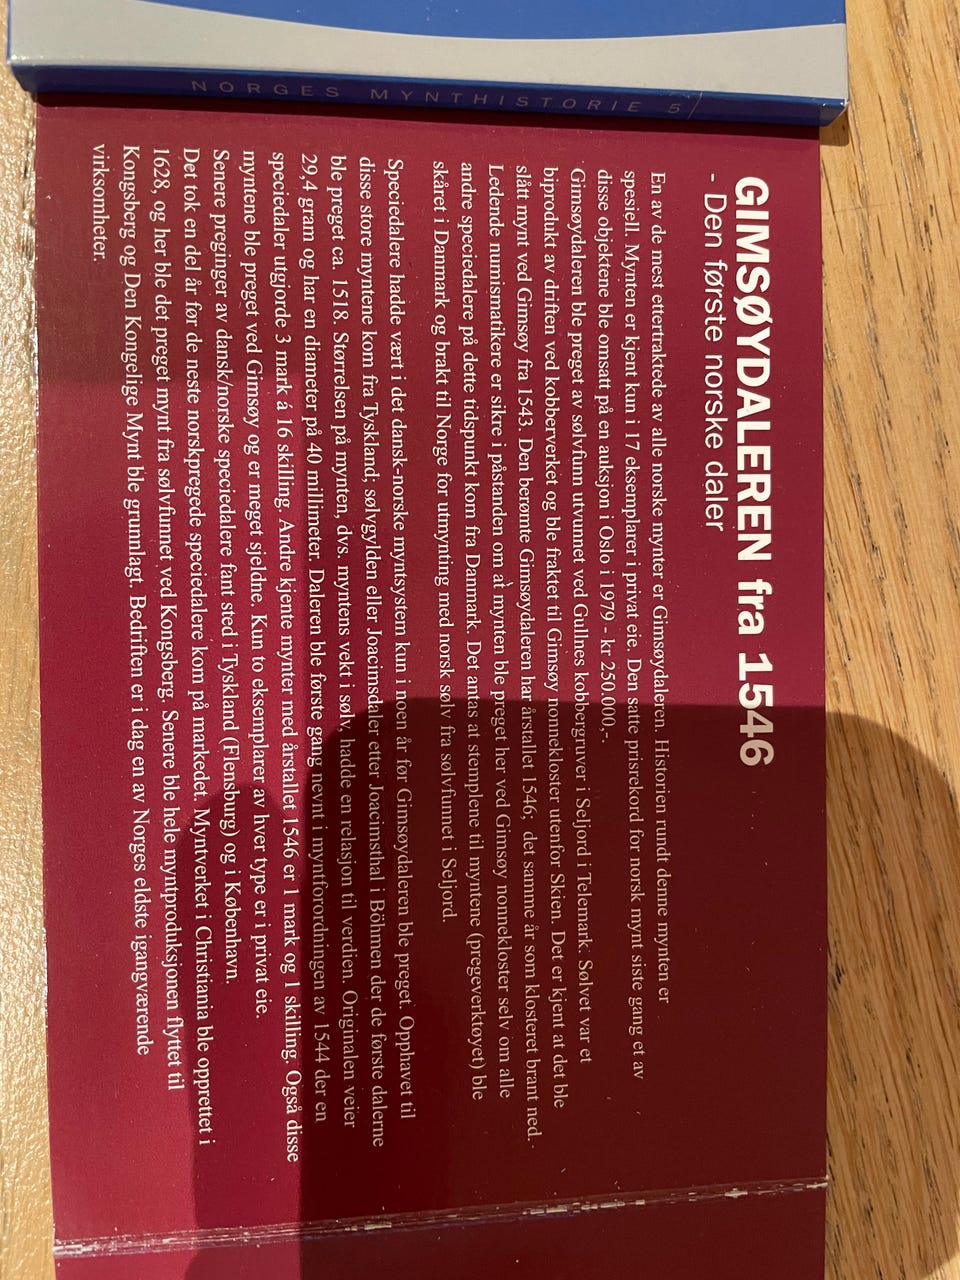 NORGES MYNTHISTORIE 5
GIMSØYDALEREN fra 1546
- Den første norske daler
En av de mest ettertraktede av alle norske mynter er Gimsøydaleren. Historien rundt denne mynten er
spesiell. Mynten er kjent kun i 17 eksemplarer i privat eie. Den satte prisrekord for norsk mynt siste gang et av
disse objektene ble omsatt på en auksjon i Oslo i 1979 - kr 250.000,-.
Gimsøydaleren ble preget av sølvfunn utvunnet ved Gullnes kobbergruver i Seljord i Telemark. Sølvet var et
biprodukt av driften ved kobberverket og ble fraktet til Gimsøy nonnekloster utenfor Skien. Det er kjent at det ble
slått mynt ved Gimsøy fra 1543. Den berømte Gimsøydaleren har årstallet 1546, det samme år som klosteret brant ned.
Ledende numismatikere er sikre i påstanden om at mynten ble preget her ved Gimsøy nonnekloster selv om alle
andre speciedalere på dette tidspunkt kom fra Danmark. Det antas at stemplene til myntene (pregeverktøyet) ble
skåret i Danmark og brakt til Norge for utmynting med norsk sølv fra sølvfunnet i Seljord.
Speciedalere hadde vært i det dansk-norske myntsystem kun i noen år før Gimsøydaleren ble preget. Opphavet til
disse store myntene kom fra Tyskland; sølvgylden eller Joacimsdaler etter Joacimsthal i Böhmen der de første dalerne
ble preget ca. 1518. Størrelsen på mynten, dvs. myntens vekt i sølv, hadde en relasjon til verdien. Originalen veier
29,4 gram og har en diameter på 40 millimeter. Daleren ble første gang nevnt i myntforordningen av 1544 der en
speciedaler utgjorde 3 mark á 16 skilling. Andre kjente mynter med årstallet 1546 er 1 mark og 1 skilling. Også disse
myntene ble preget ved Gimsøy og er meget sjeldne. Kun to eksemplarer av hver type er i privat eie.
Senere preginger av dansk/norske speciedalere fant sted i Tyskland (Flensburg) og i København.
Det tok en del år før de neste norskpregede speciedalere kom på markedet. Myntverket i Christiania ble opprettet i
1628, og her ble det preget mynt fra sølvfunnet ved Kongsberg. Senere ble hele myntproduksjonen flyttet til
Kongsberg og Den Kongelige Mynt ble grunnlagt. Bedriften er i dag en av Norges eldste igangværende
virksomheter.